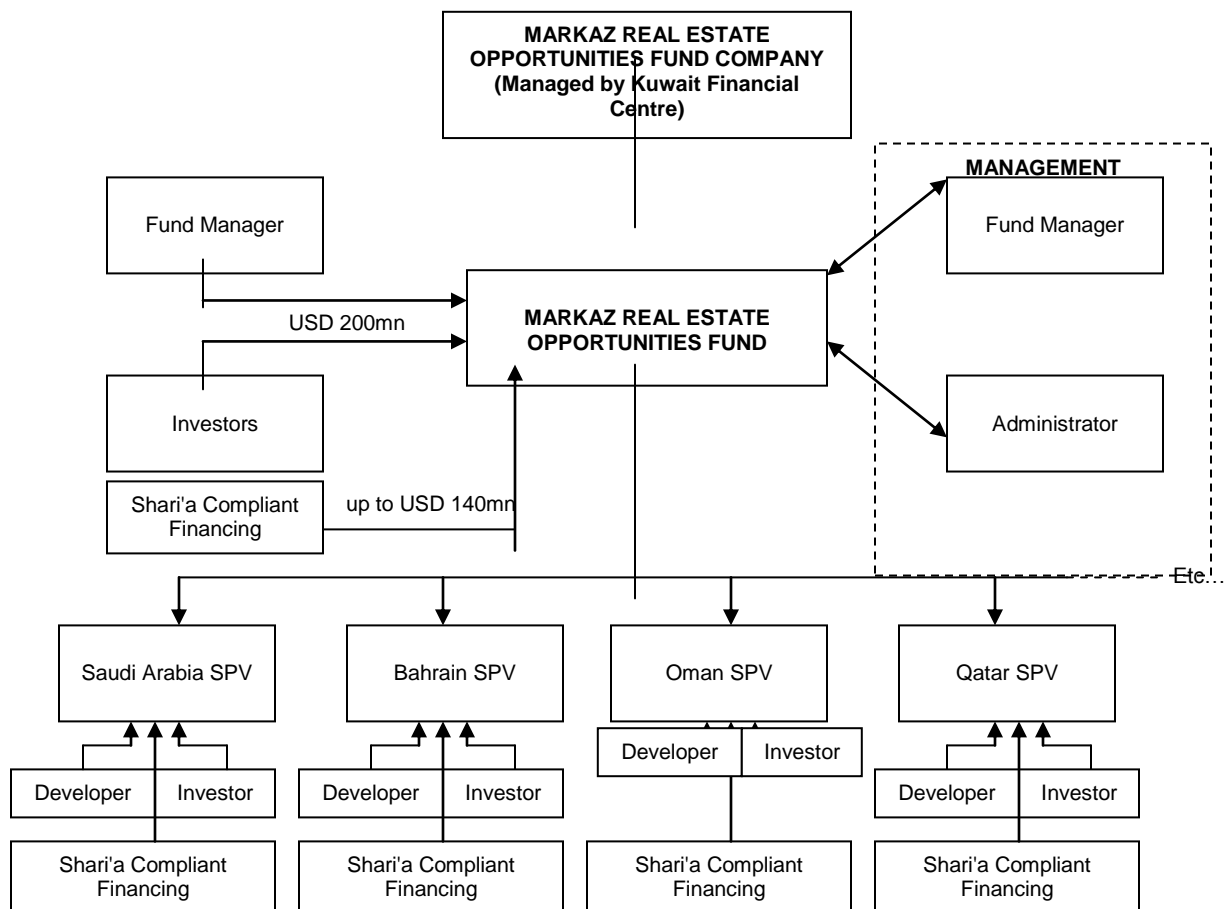 MARKAZ REAL ESTATE
OPPORTUNITIES FUND COMPANY
(Managed by Kuwait Financial
Centre)
MANAGEMENT
Fund Manager
Fund Manager
USD 200mn
MARKAZ REAL ESTATE
OPPORTUNITIES FUND
Investors
Administrator
Shari'a Compliant
Financing
up to USD 140mn
Etc…
Saudi Arabia SPV
Bahrain SPV
Oman SPV
Qatar SPV
Developer
Investor
Developer
Investor
Developer
Investor
Developer
Investor
Shari'a Compliant
Financing
Shari'a Compliant
Financing
Shari'a Compliant
Financing
Shari'a Compliant
Financing